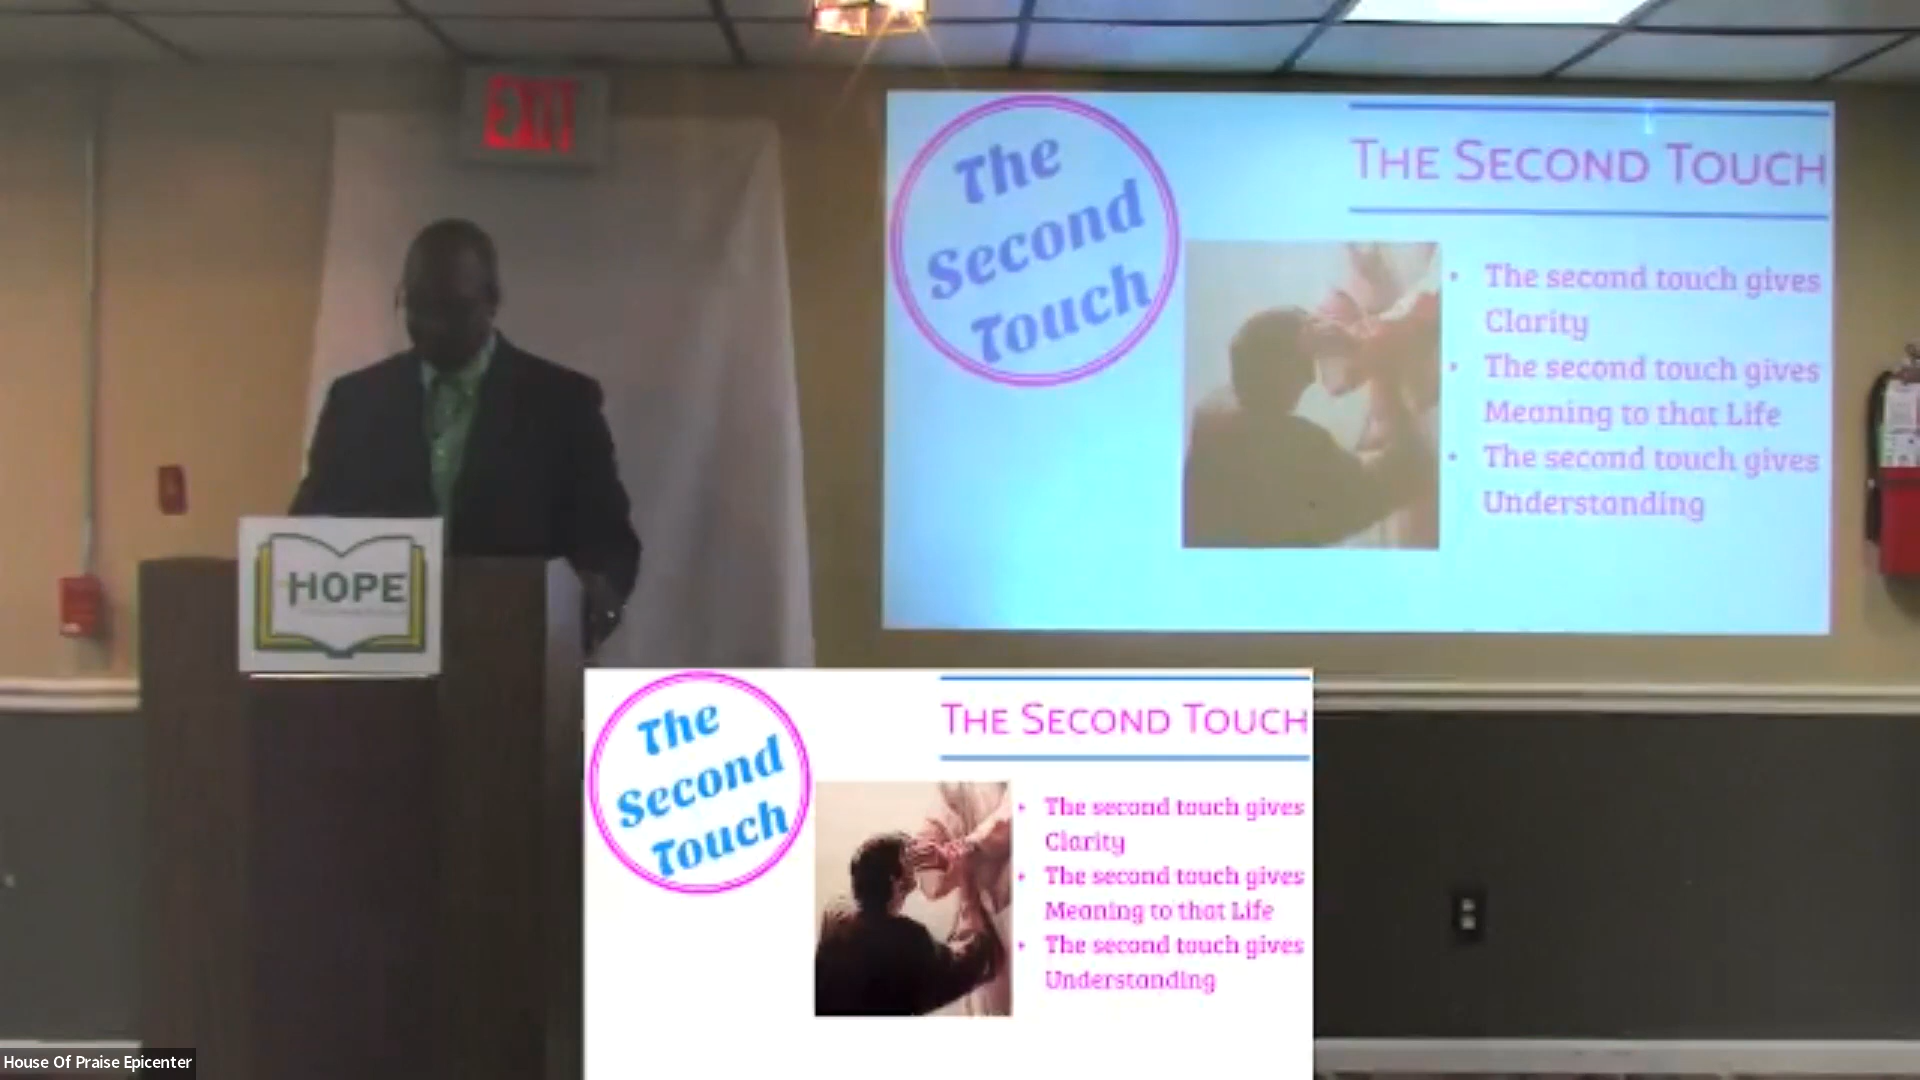 EXIT
The
Second
Touch
THE SECOND TOUCH
• The second touch gives
Clarity
• The second touch gives
Meaning to that Life
• The second touch gives
Understanding
HOPE
The
Second
Touch
THE SECOND TOUCH
• The second touch gives
Clarity
• The second touch gives
Meaning to that Life
• The second touch gives
Understanding
House Of Praise Epicenter